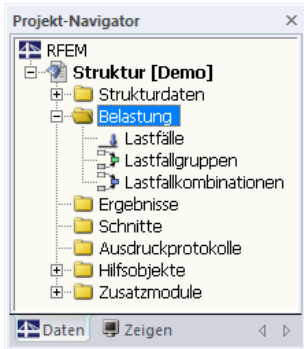 Projekt-Navigator
RFEM
Struktur [Demo]
Strukturdaten
Belastung
Lastfälle
Lastfallgruppen
Lastfallkombinationen
Ergebnisse
Schnitte
Ausdruckprotokolle
Hilfsobjekte
Zusatzmodule
Daten Zeigen